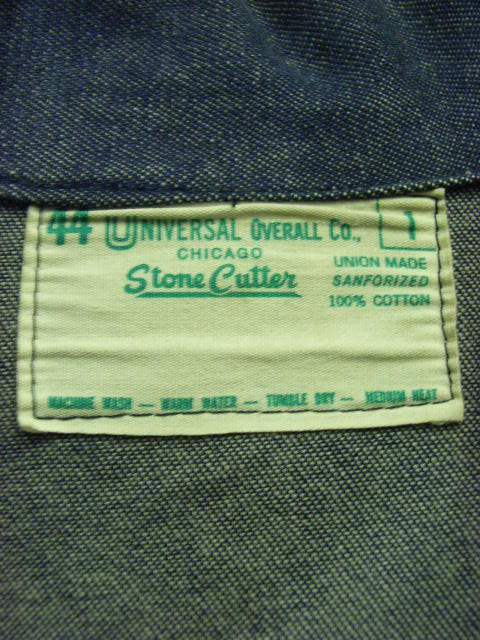 44 UNIVERSAL OVERALL CO., 1
CHICAGO
Stone Cutter
UNION MADE
SANFORIZED
100% COTTON
MACHINE WASH — WARM WATER — TUMBLE DRY — MEDIUM HEAT